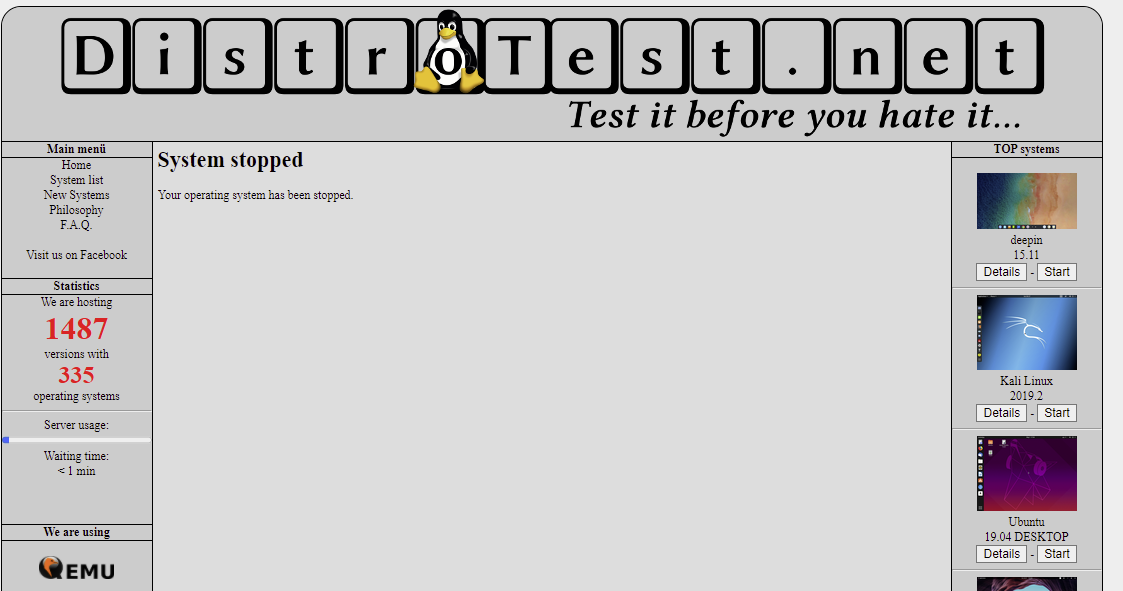 DistroTest.net
Test it before you hate it...
Main menü
Home
System list
New Systems
Philosophy
F.A.Q.
Visit us on Facebook
Statistics
We are hosting
1487
versions with
335
operating systems
Server usage:
Waiting time:
< 1 min
We are using
QEMU
System stopped
Your operating system has been stopped.
TOP systems
deepin
15.11
Details - Start
Kali Linux
2019.2
Details - Start
Ubuntu
19.04 DESKTOP
Details - Start